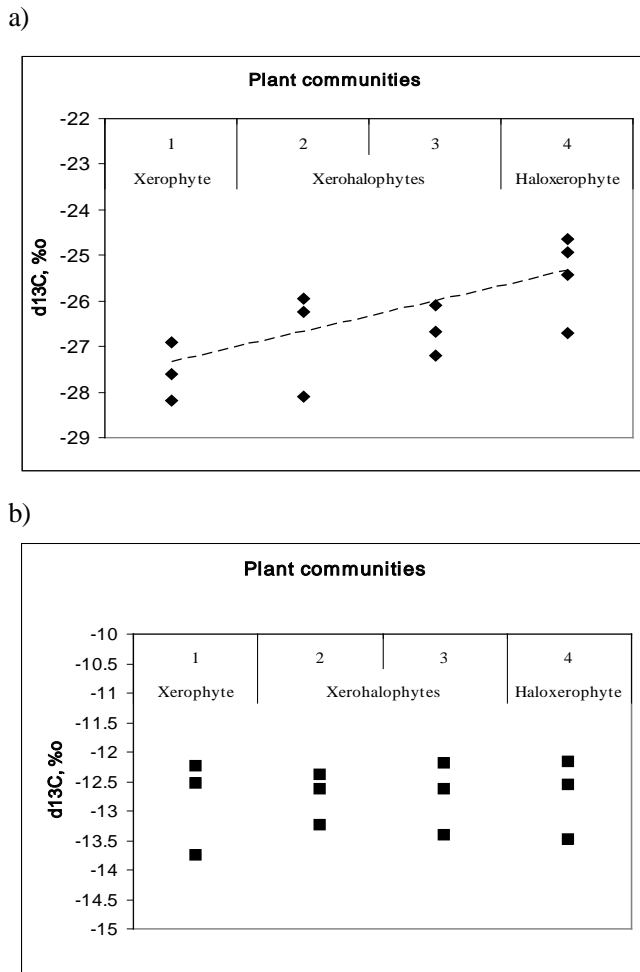 a)
Plant communities
-22
1 2 3 4
-23
Xerophyte Xerohalophytes Haloxerophyte
-24
-25
-26
-27
-28
-29
d13C, %o
b)
Plant communities
-10
1 2 3 4
-10.5
-11
Xerophyte Xerohalophytes Haloxerophyte
-11.5
-12
-12.5
-13
-13.5
-14
-14.5
-15
d13C, %o